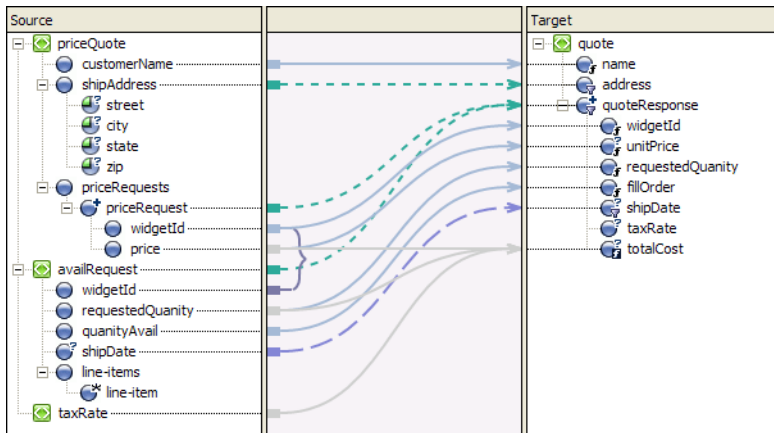 Source
priceQuote
customerName
shipAddress
street
city
state
zip
priceRequests
priceRequest
widgetId
price
availRequest
widgetId
requestedQuanity
quanityAvail
shipDate
line-items
line-item
taxRate
Target
quote
name
address
quoteResponse
widgetId
unitPrice
requestedQuanity
fillOrder
shipDate
taxRate
totalCost